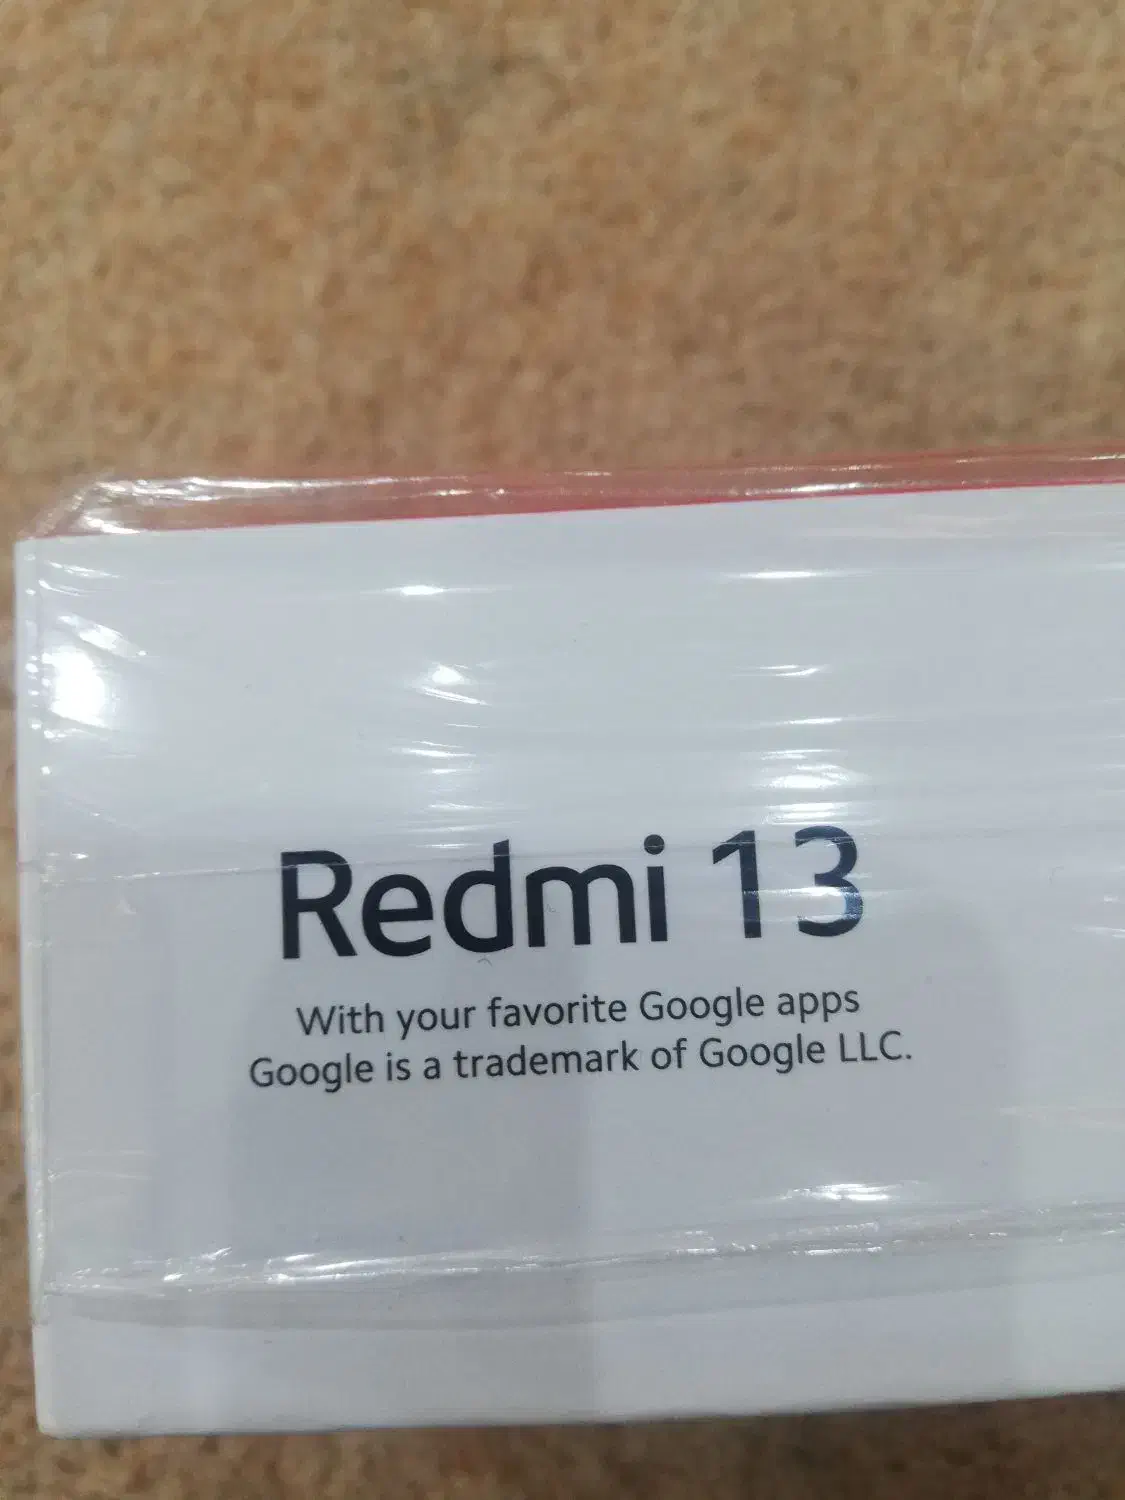 Redmi 13
With your favorite Google apps
Google is a trademark of Google LLC.